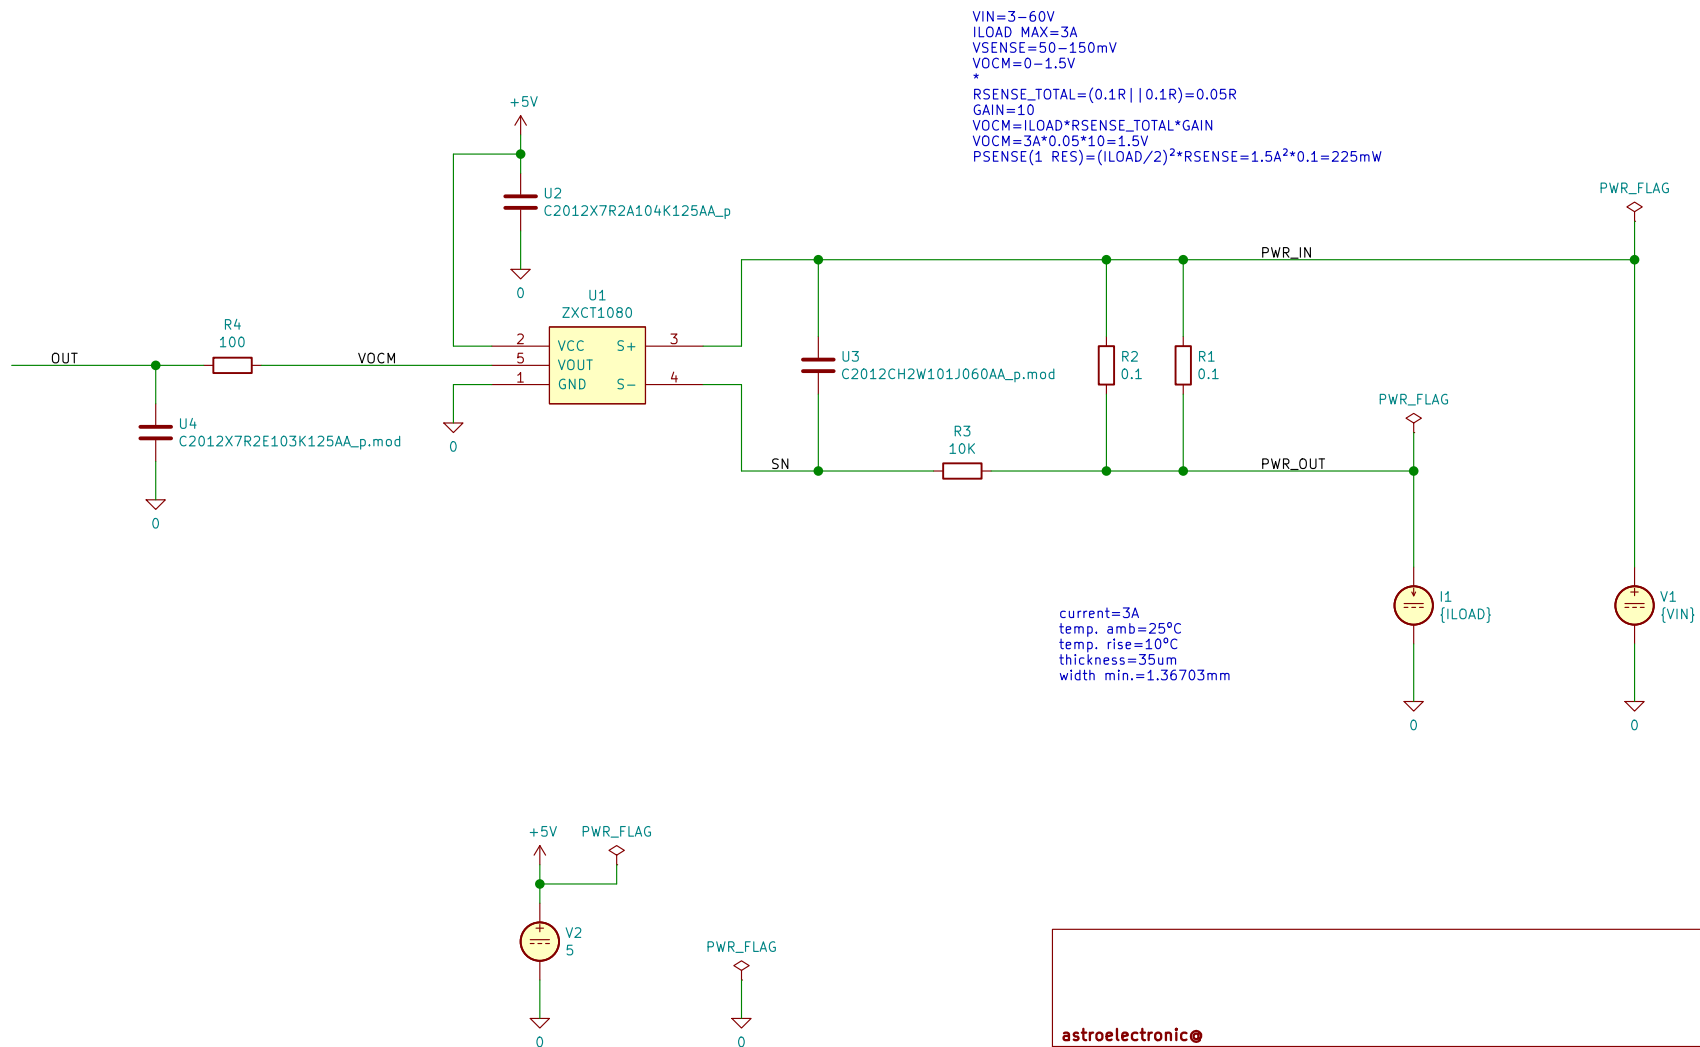 VIN=3-60V
ILOAD MAX=3A
VSENSE=50-150mV
VOCM=0-1.5V
*
RSENSE_TOTAL=(0.1R||0.1R)=0.05R
GAIN=10
VOCM=ILOAD*RSENSE_TOTAL*GAIN
VOCM=3A*0.05*10=1.5V
PSENSE(1 RES)=(ILOAD/2)²*RSENSE=1.5A²*0.1=225mW
+5V
U2
C2012X7R2A104K125AA_p
0
PWR_FLAG
PWR_IN
U1
ZXCT1080
2
5
1
VCC
VOUT
GND
S+
S-
3
4
0
R4
100
OUT
VOCM
U4
C2012X7R2E103K125AA_p.mod
0
U3
C2012CH2W101J060AA_p.mod
R2
0.1
R1
0.1
R3
10K
SN
PWR_OUT
PWR_FLAG
I1
{ILOAD}
0
V1
{VIN}
0
current=3A
temp. amb=25ºC
temp. rise=10ºC
thickness=35um
width min.=1.36703mm
+5V
PWR_FLAG
V2
5
0
PWR_FLAG
0
astroelectronic@